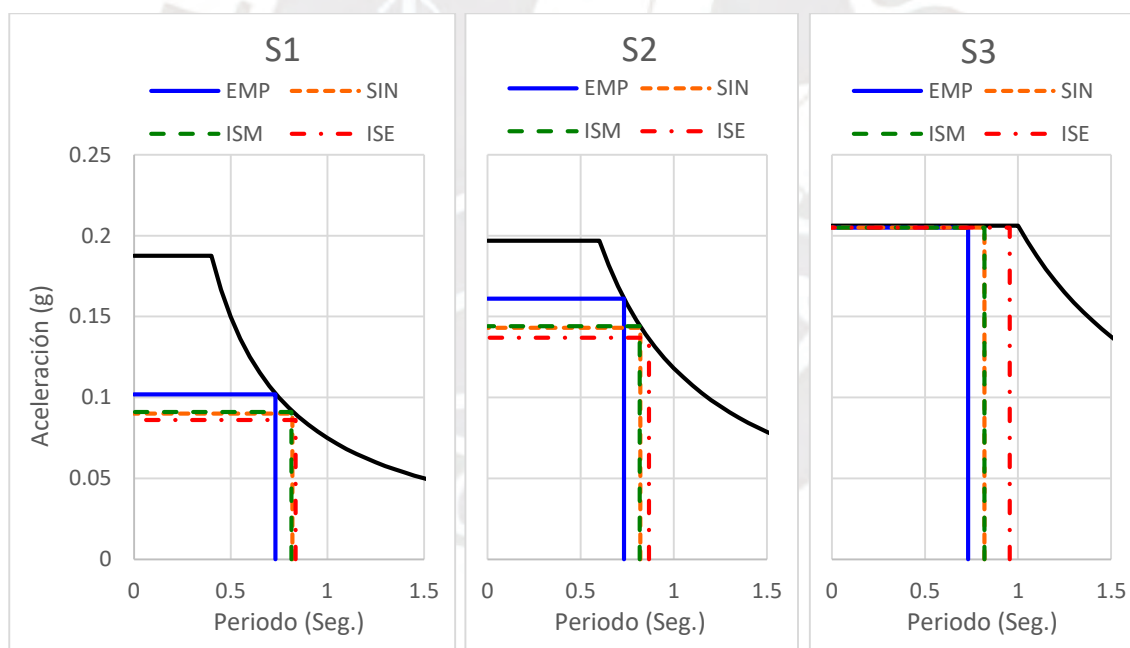 S1
EMP SIN
ISM ISE
Aceleración (g)
0.25
0.2
0.15
0.1
0.05
0
0 0.5 1 1.5
Periodo (Seg.)
S2
EMP SIN
ISM ISE
0 0.5 1 1.5
Periodo (Seg.)
S3
EMP SIN
ISM ISE
0 0.5 1 1.5
Periodo (Seg.)